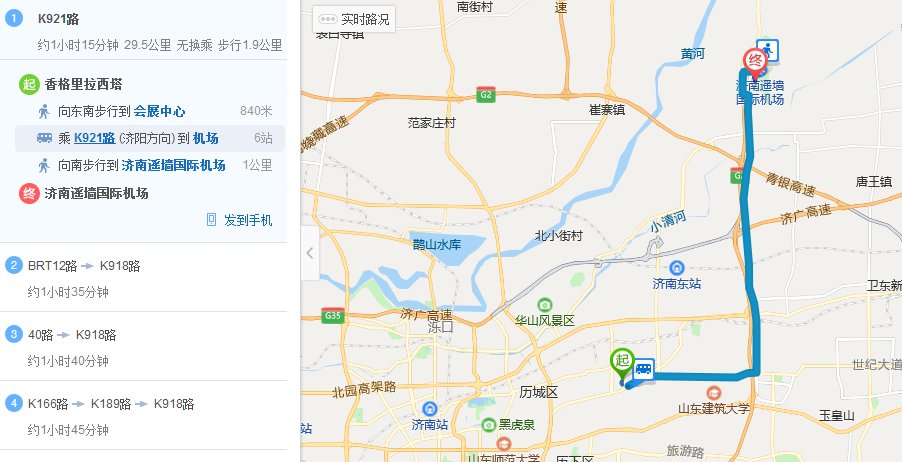 1
K921路
约1小时15分钟 29.5公里 无换乘 步行1.9公里
起
香格里拉西塔
向东南步行到 会展中心
840米
乘 K921路 (济阳方向) 到 机场
6站
向南步行到 济南遥墙国际机场
1公里
终
济南遥墙国际机场
发到手机
2
BRT12路 → K918路
约1小时35分钟
3
40路 → K918路
约1小时40分钟
4
K166路 → K189路 → K918路
约1小时45分钟
实时路况
南街村
速
表白寺镇
黄河
终
济南遥墙
国际机场
G2
崔寨镇
范家庄村
青银高速
唐王镇
济广高速
小清河
北小街村
鹊山水库
济南东站
卫东新
华山风景区
G35
济广高速
泺口
起
世纪大道
北园高架路
历城区
山东建筑大学
玉皇山
济南站
黑虎泉
站
山东师范大学
历下区
旅游路